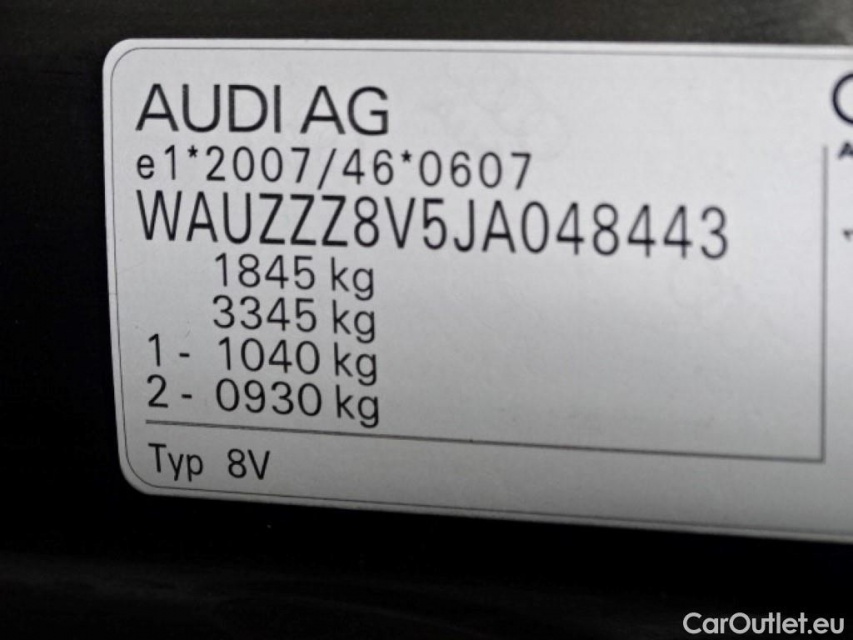 AUDI AG
e1*2007/46*0607
WAUZZZ8V5JA048443
1845 kg
3345 kg
1 - 1040 kg
2 - 0930 kg
Typ 8V
CarOutlet.eu